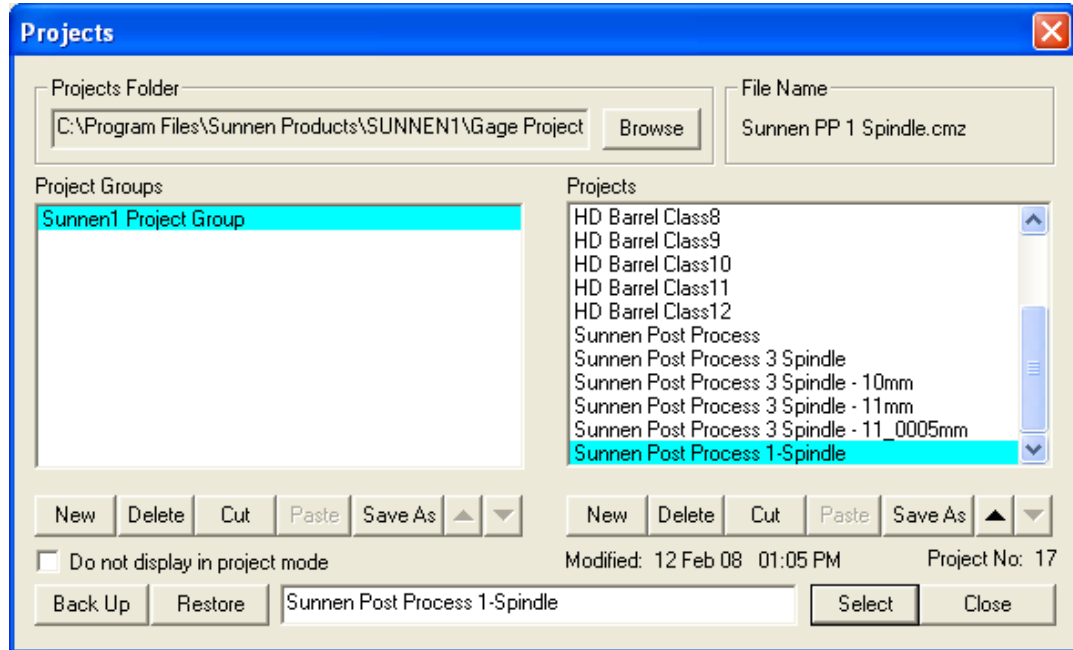 Projects
Projects Folder
C:\Program Files\Sunnen Products\SUNNEN1\Gage Project
Browse
File Name
Sunnen PP 1 Spindle.cmz
Project Groups
Sunnen1 Project Group
Projects
HD Barrel Class8
HD Barrel Class9
HD Barrel Class10
HD Barrel Class11
HD Barrel Class12
Sunnen Post Process
Sunnen Post Process 3 Spindle
Sunnen Post Process 3 Spindle - 10mm
Sunnen Post Process 3 Spindle - 11mm
Sunnen Post Process 3 Spindle - 11_0005mm
Sunnen Post Process 1-Spindle
New Delete Cut Paste Save As
New Delete Cut Paste Save As
Do not display in project mode
Modified: 12 Feb 08 01:05 PM
Project No: 17
Back Up Restore
Sunnen Post Process 1-Spindle
Select Close